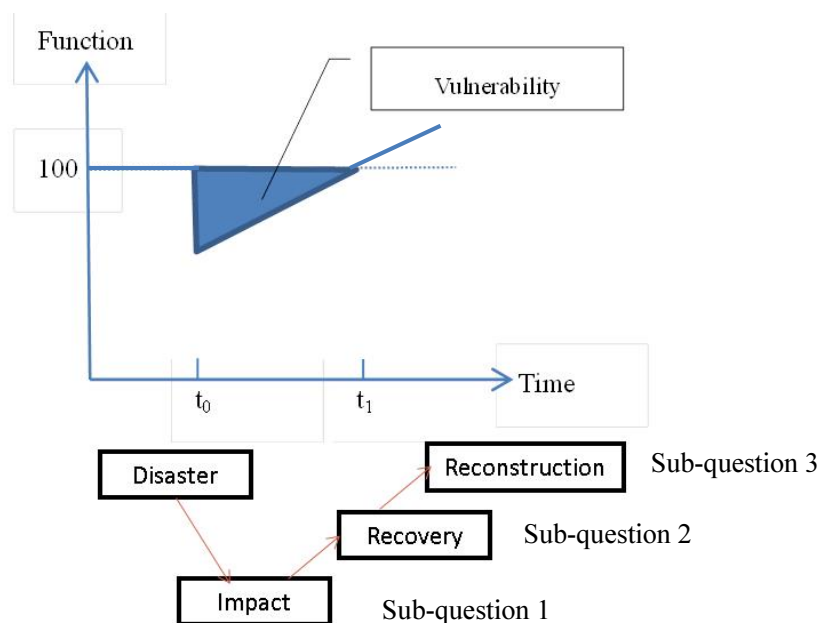 Function
Vulnerability
100
t0
t1
Time
Disaster
Reconstruction
Sub-question 3
Recovery
Sub-question 2
Impact
Sub-question 1